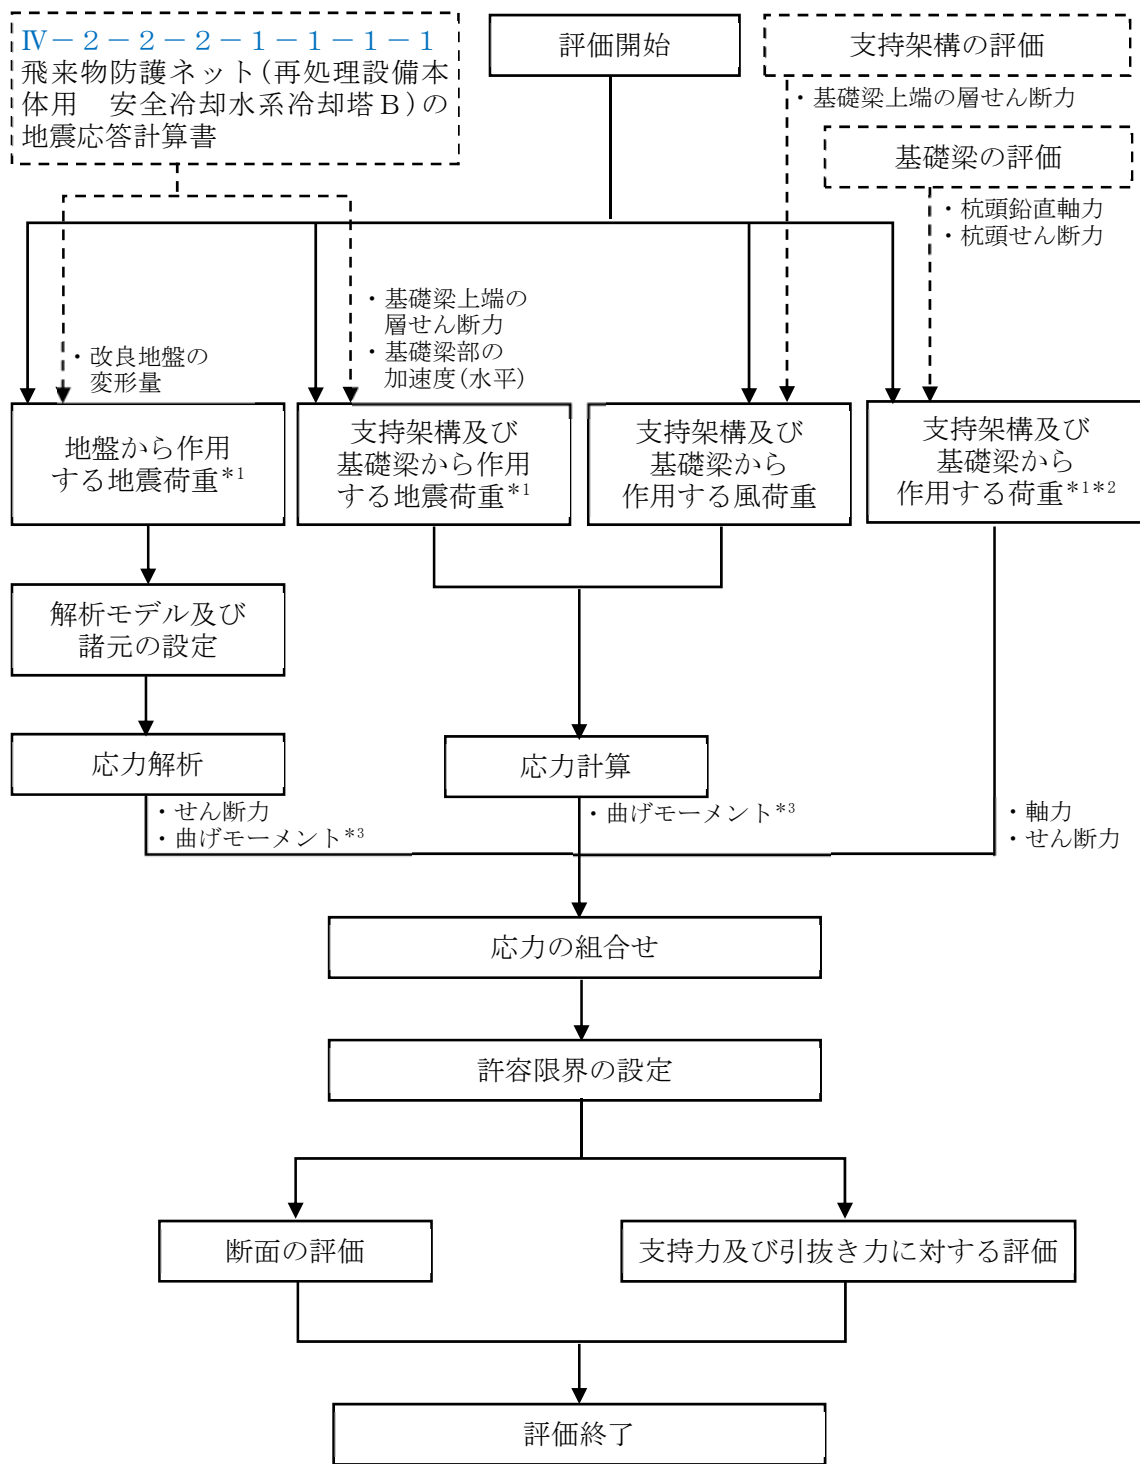 Ⅳ-2-2-2-1-1-1-1
飛来物防護ネット(再処理設備本
体用　安全冷却水系冷却塔B)の
地震応答計算書
評価開始
支持架構の評価
・基礎梁上端の層せん断力
基礎梁の評価
・杭頭鉛直軸力
・杭頭せん断力
・改良地盤の
変形量
・基礎梁上端の
層せん断力
・基礎梁部の
加速度(水平)
地盤から作用
する地震荷重*1
支持架構及び
基礎梁から作用
する地震荷重*1
支持架構及び
基礎梁から
作用する風荷重
支持架構及び
基礎梁から
作用する荷重*1*2
解析モデル及び
諸元の設定
応力解析
・せん断力
・曲げモーメント*3
応力計算
・曲げモーメント*3
・軸力
・せん断力
応力の組合せ
許容限界の設定
断面の評価
支持力及び引抜き力に対する評価
評価終了